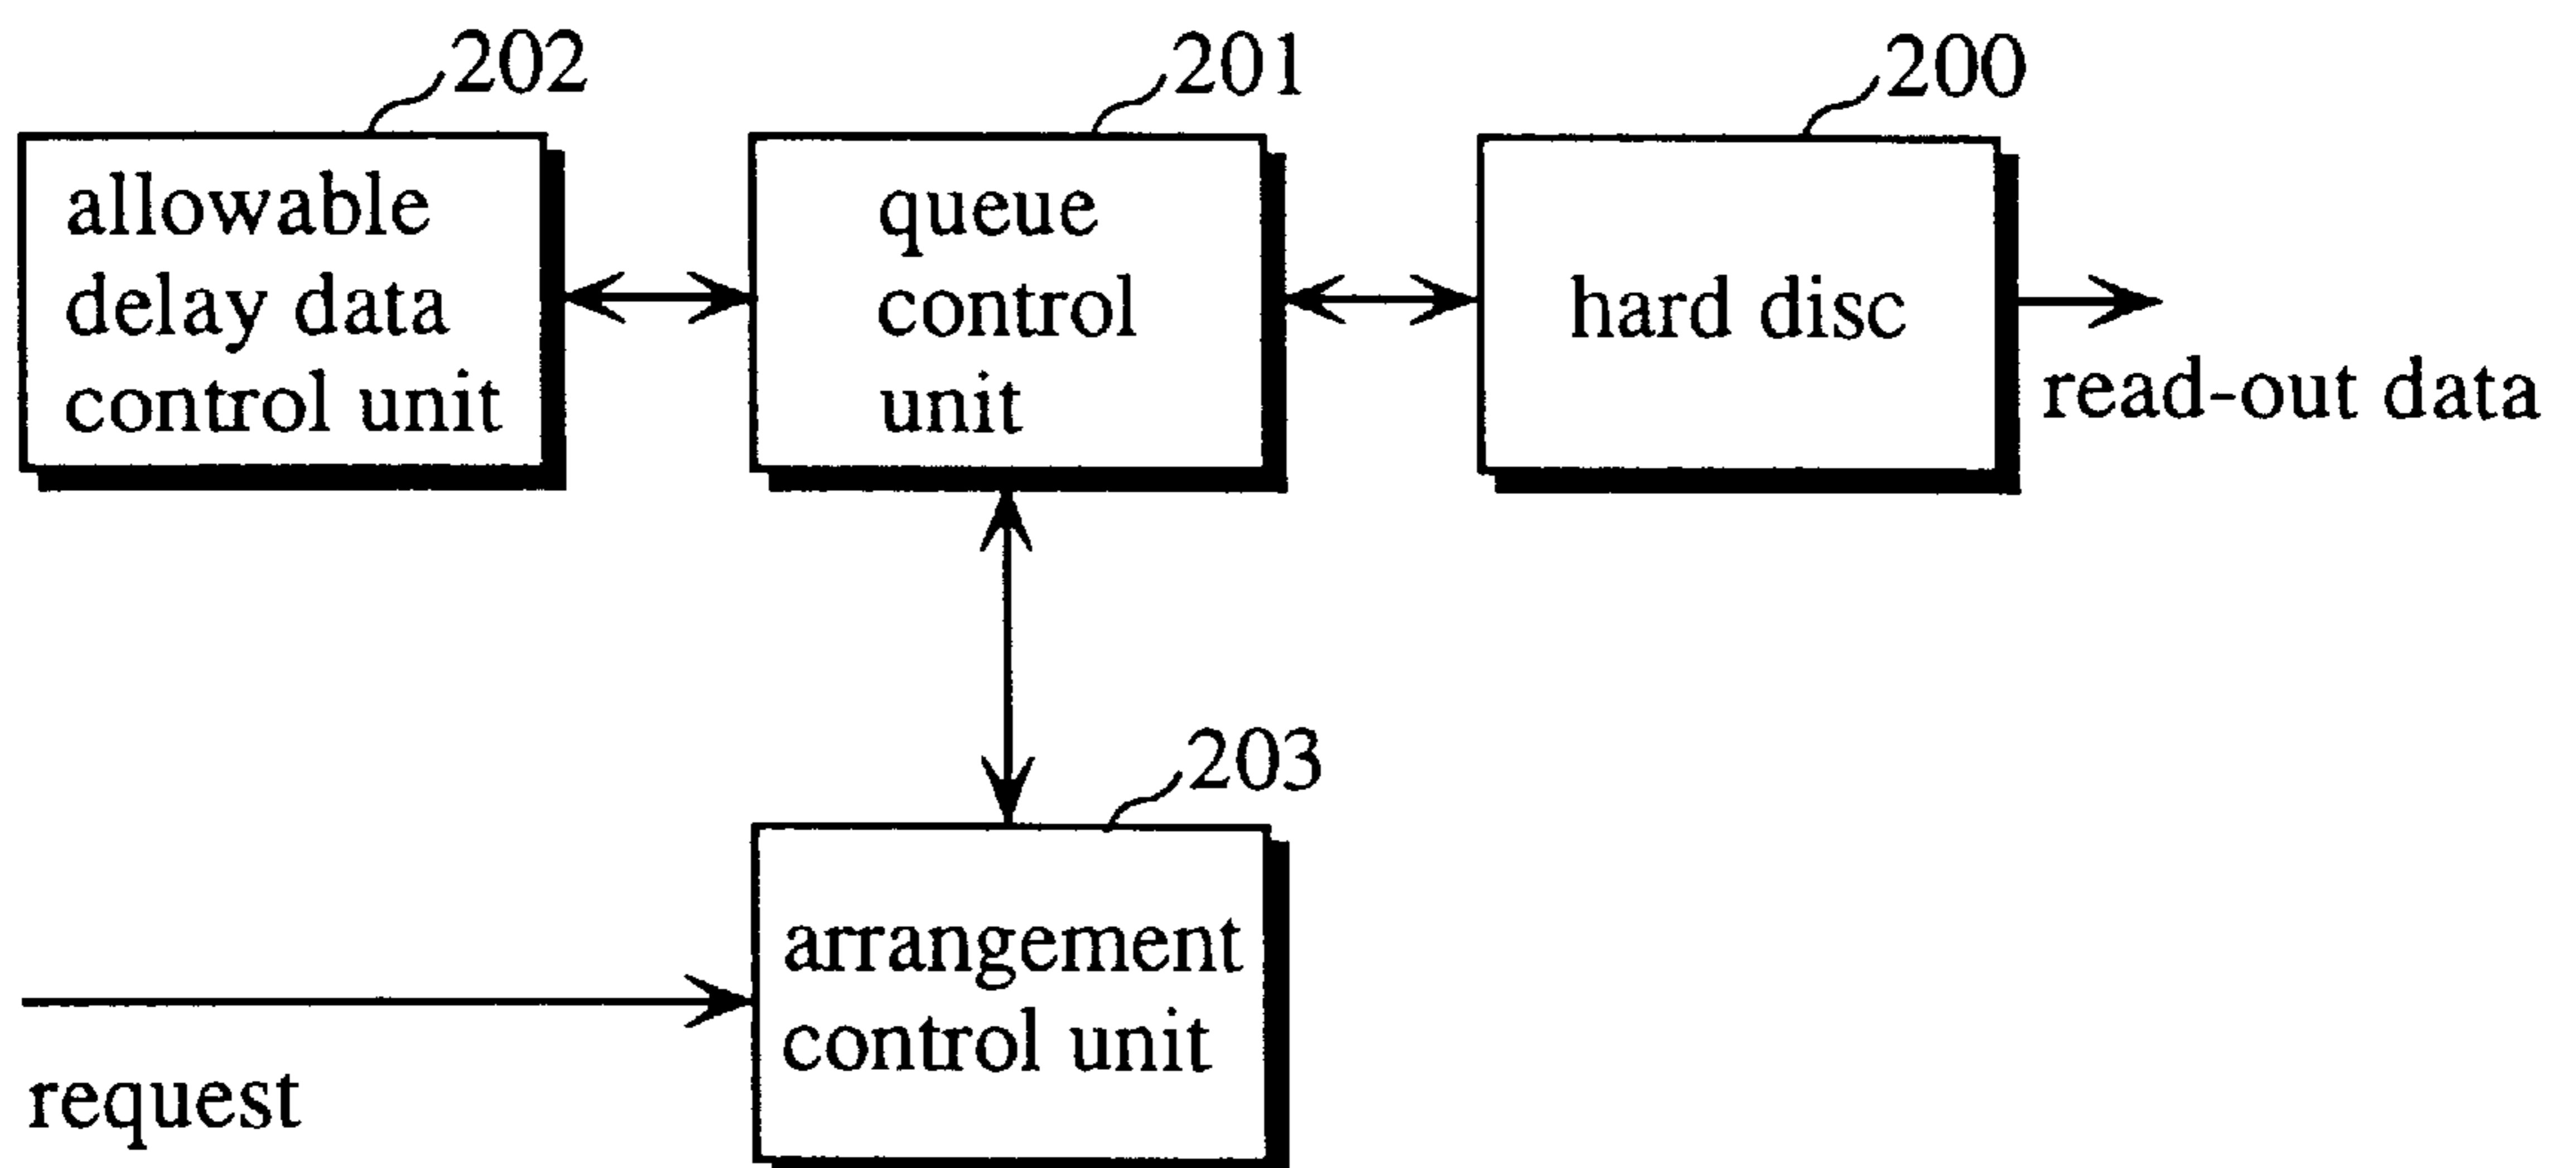 202
201
200
allowable
delay data
control unit
queue
control
unit
hard disc
read-out data
203
arrangement
control unit
request